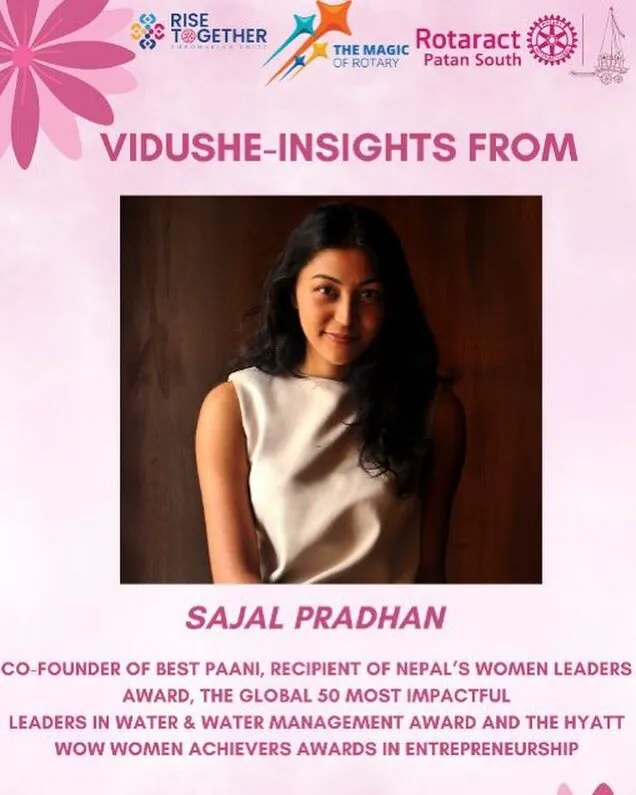 RISE
TOGETHER
THE MAGIC
OF ROTARY
Rotaract
Patan South
VIDUSHE-INSIGHTS FROM
SAJAL PRADHAN
CO-FOUNDER OF BEST PAANI, RECIPIENT OF NEPAL'S WOMEN LEADERS
AWARD, THE GLOBAL 50 MOST IMPACTFUL
LEADERS IN WATER & WATER MANAGEMENT AWARD AND THE HYATT
WOW WOMEN ACHIEVERS AWARDS IN ENTREPRENEURSHIP